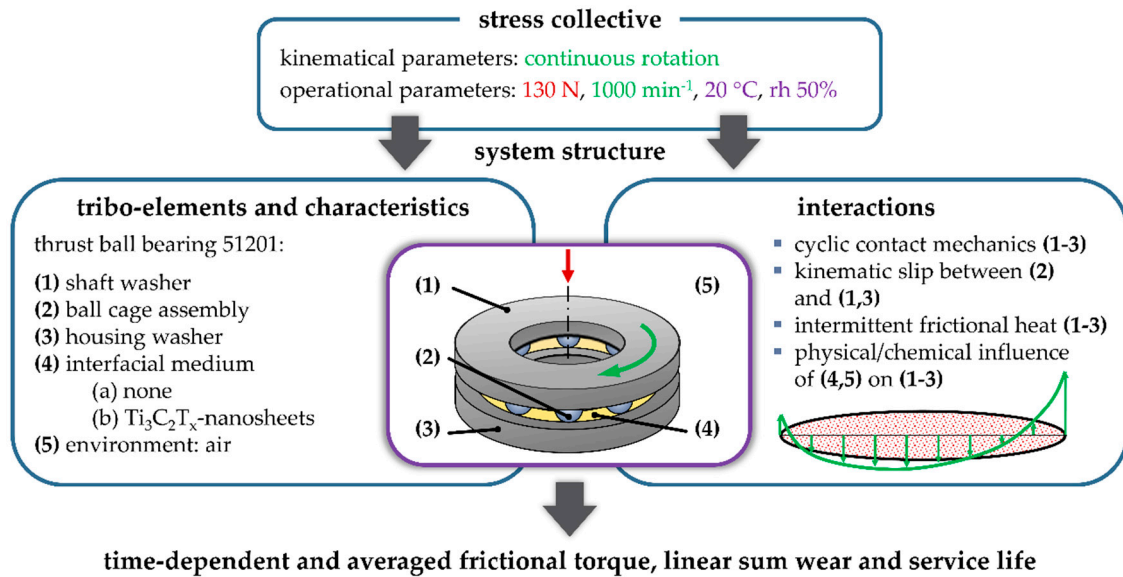 stress collective
kinematical parameters: continuous rotation
operational parameters: 130 N, 1000 min⁻¹, 20 °C, rh 50%
system structure
tribo-elements and characteristics
thrust ball bearing 51201:
(1) shaft washer
(2) ball cage assembly
(3) housing washer
(4) interfacial medium
(a) none
(b) Ti₃C₂Tₓ-nanosheets
(5) environment: air
(1)
(5)
(2)
(3)
(4)
interactions
▪ cyclic contact mechanics (1-3)
▪ kinematic slip between (2)
and (1,3)
▪ intermittent frictional heat (1-3)
▪ physical/chemical influence
of (4,5) on (1-3)
time-dependent and averaged frictional torque, linear sum wear and service life